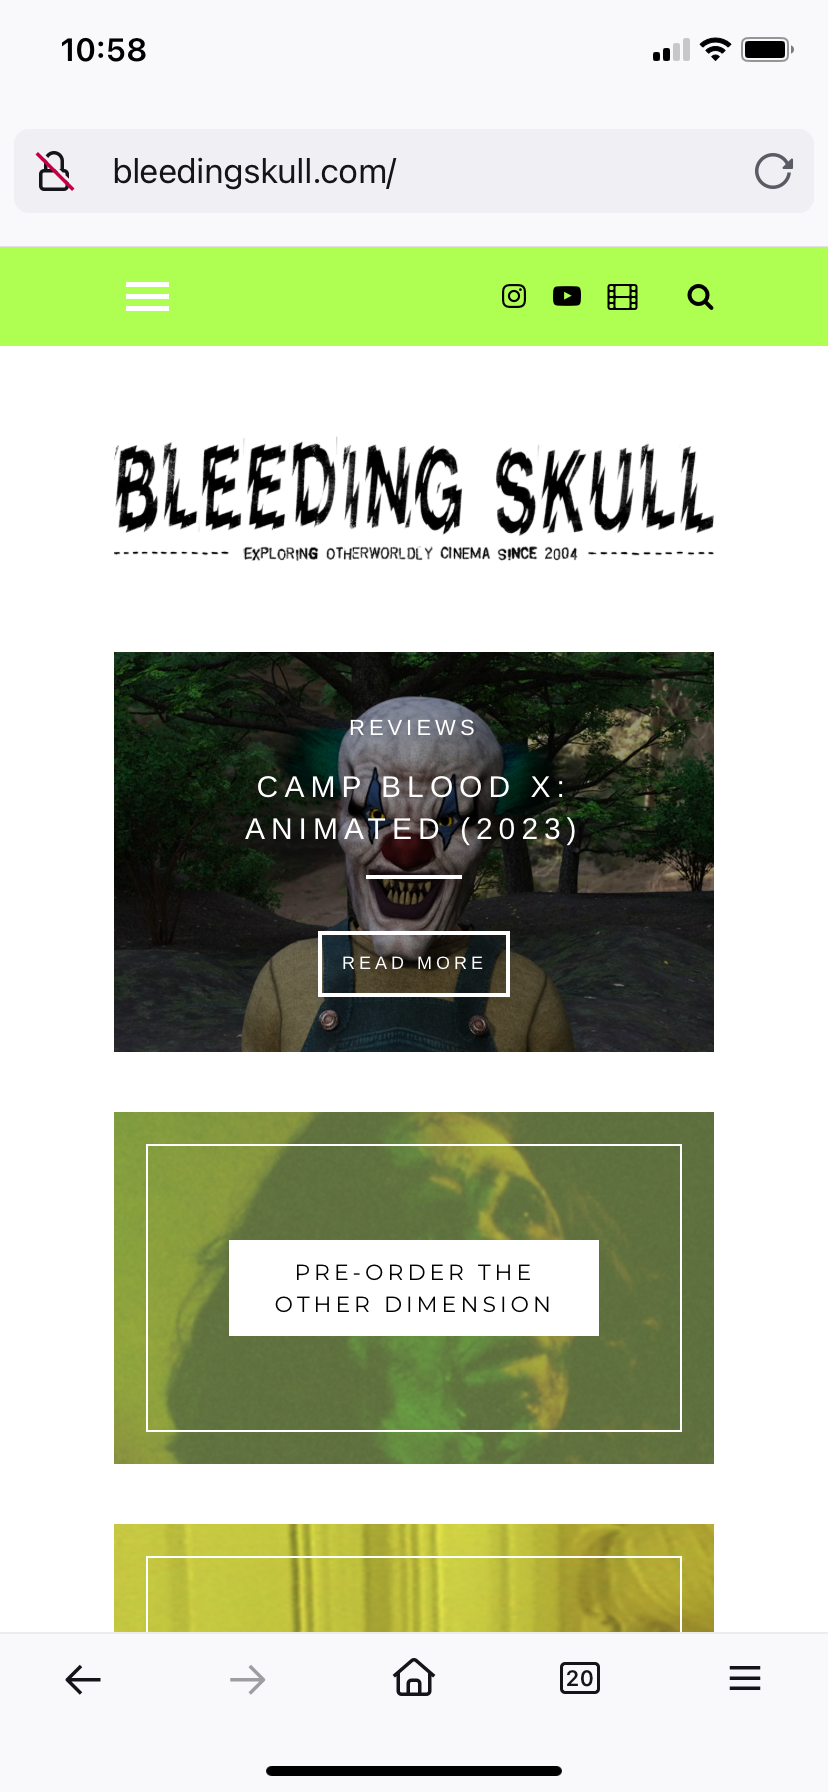 10:58
bleedingskull.com/
BLEEDING SKULL
EXPLORING OTHERWORLDLY CINEMA SINCE 2004
REVIEWS
CAMP BLOOD X:
ANIMATED (2023)
READ MORE
PRE-ORDER THE
OTHER DIMENSION
20